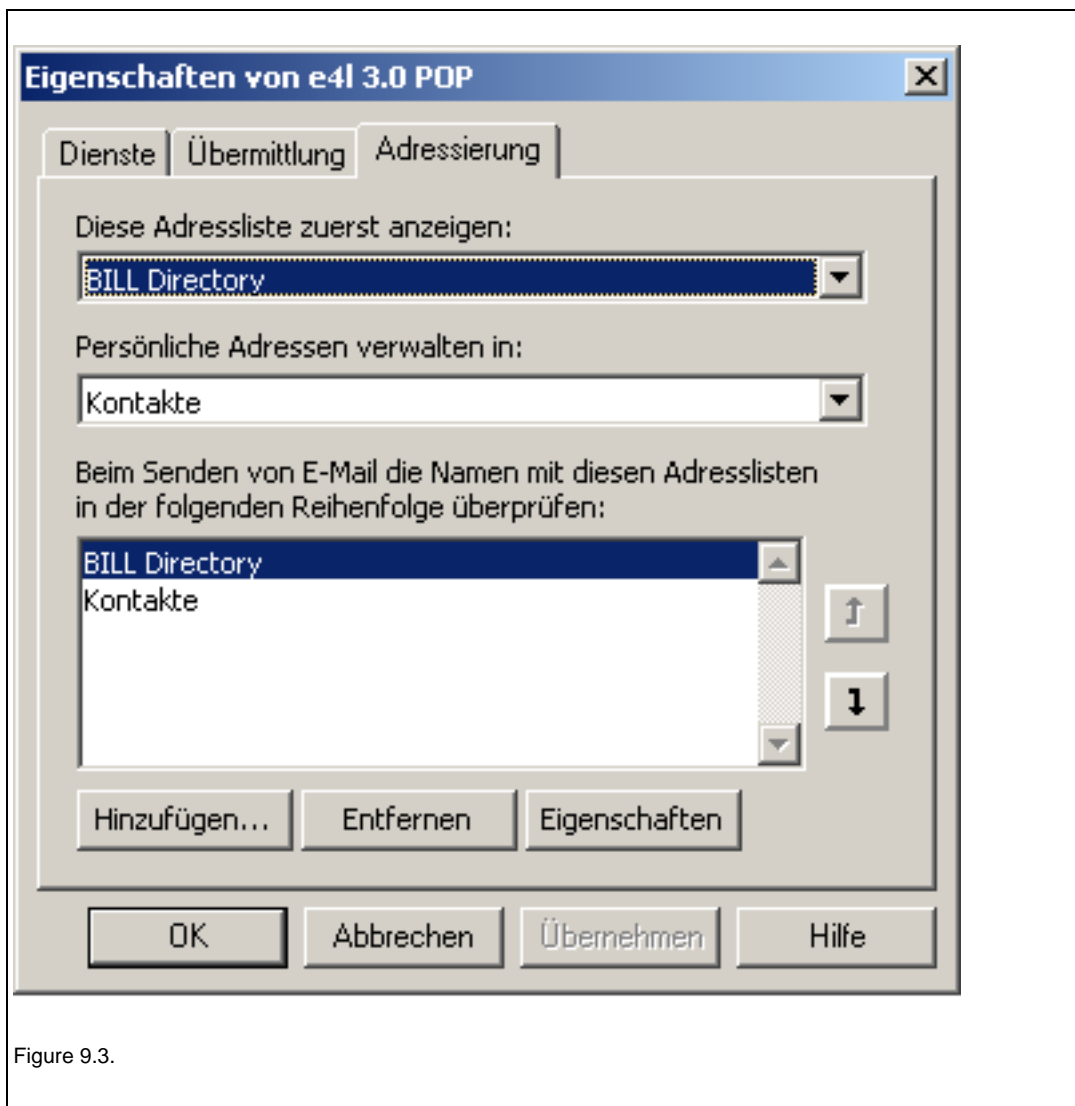 Eigenschaften von e4l 3.0 POP
Dienste Übermittlung Adressierung
Diese Adressliste zuerst anzeigen:
BILL Directory
Persönliche Adressen verwalten in:
Kontakte
Beim Senden von E-Mail die Namen mit diesen Adresslisten
in der folgenden Reihenfolge überprüfen:
BILL Directory
Kontakte
Hinzufügen... Entfernen Eigenschaften
OK Abbrechen Übernehmen Hilfe
Figure 9.3.